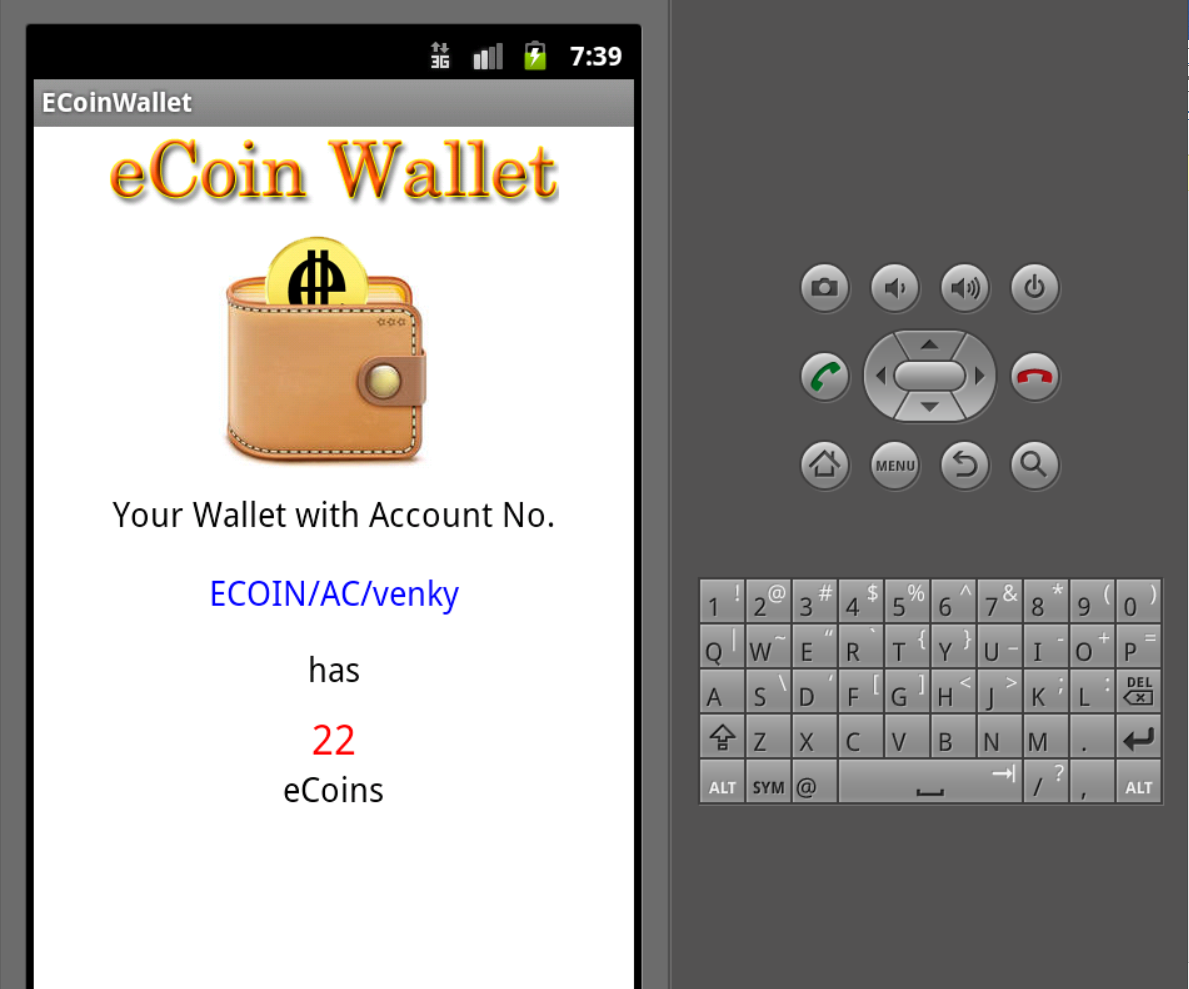 3G 7:39
ECoinWallet
eCoin Wallet
e
Your Wallet with Account No.
ECOIN/AC/venky
has
22
eCoins
MENU
1 ! 2 @ 3 # 4 $ 5 % 6 ^ 7 & 8 * 9 ( 0 )
Q | W ~ E “ R ` T { Y } U _ I - O + P =
A S \ D ‘ F [ G ] H < J > K ; L : DEL
Z X C V B N M .
ALT SYM @ / ? , ALT